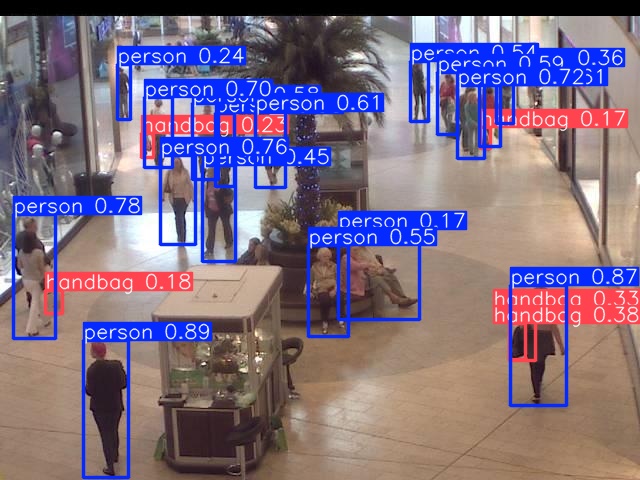 person 0.24
person 0.54
person 0.59
0.36
person 0.72
person 0.70
person 0.61
handbag 0.23
handbag 0.17
person 0.76
person 0.45
person 0.78
person 0.17
person 0.55
handbag 0.18
person 0.87
handbag 0.33
handbag 0.38
person 0.89